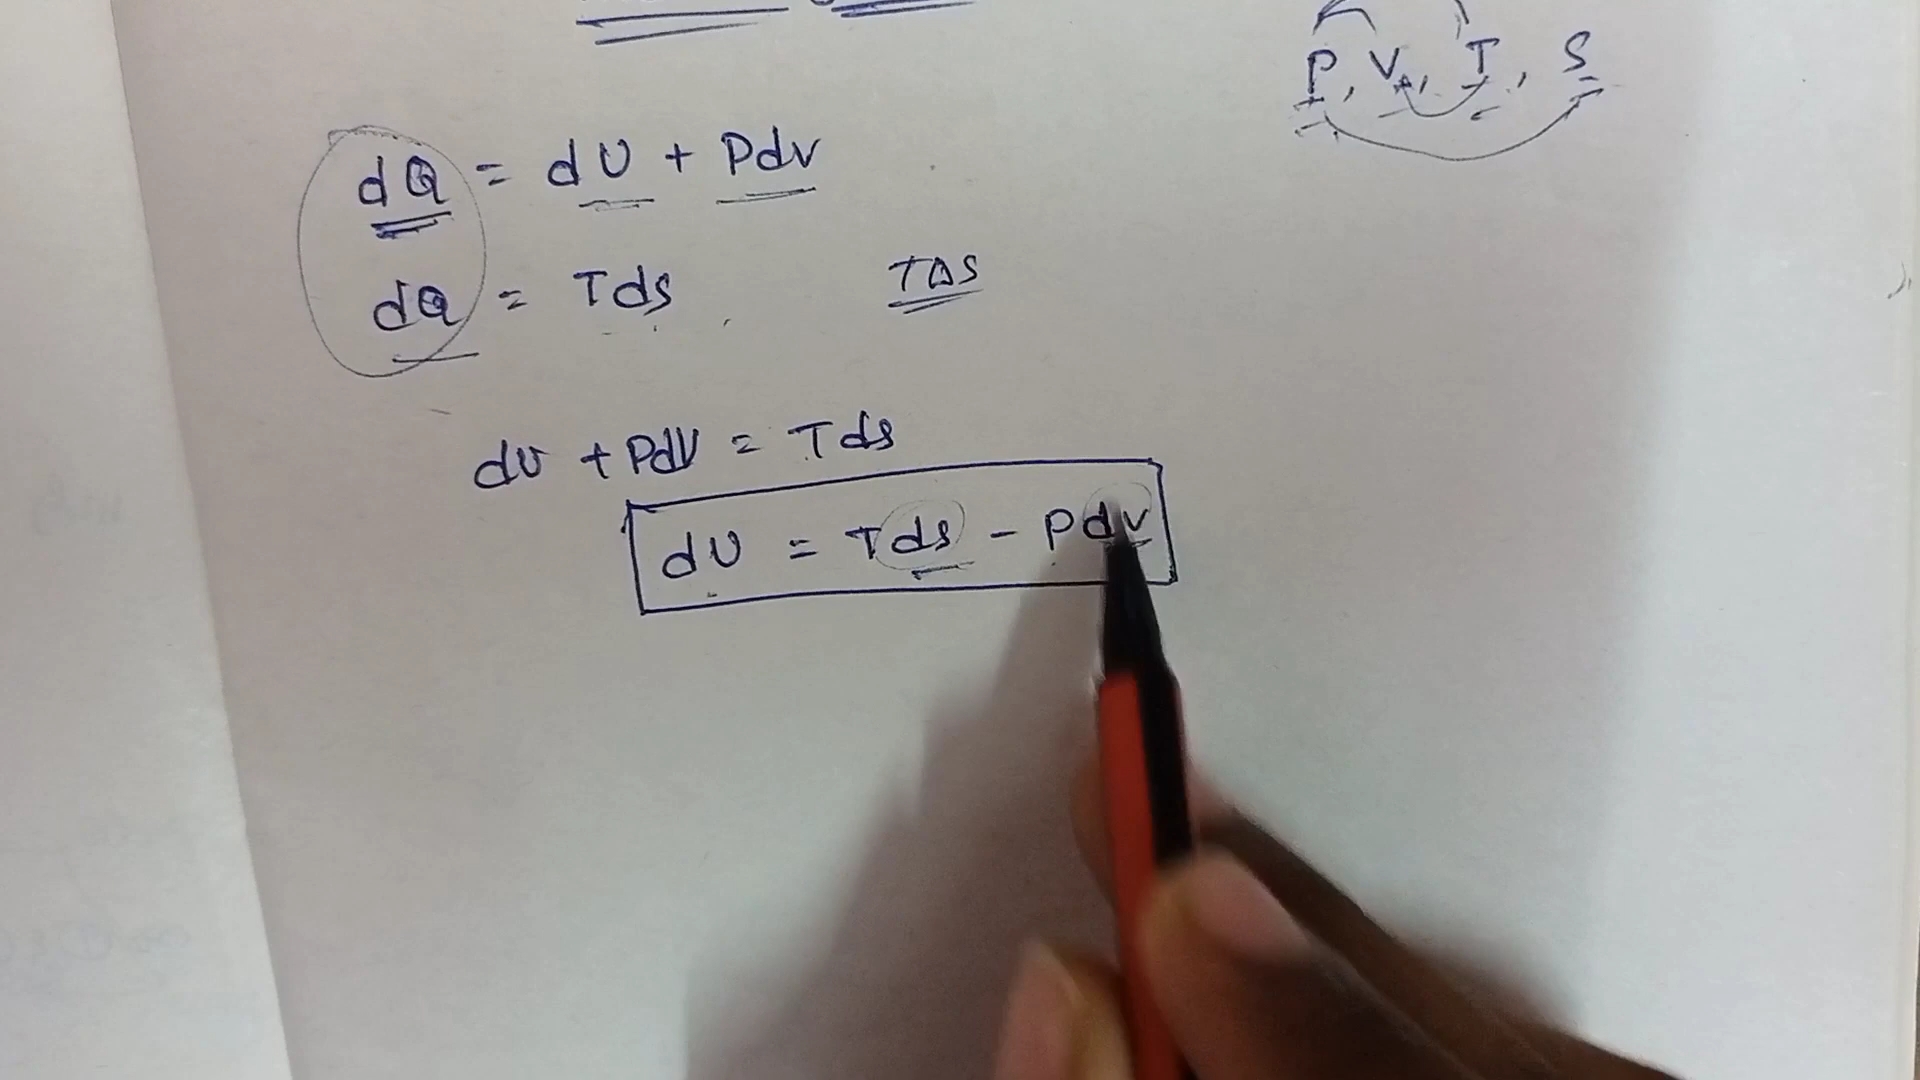 P, V, T, S
dQ = dU + Pdv
dQ = Tds TΔS
dU + PdV = Tds
dU = Tds - Pdv